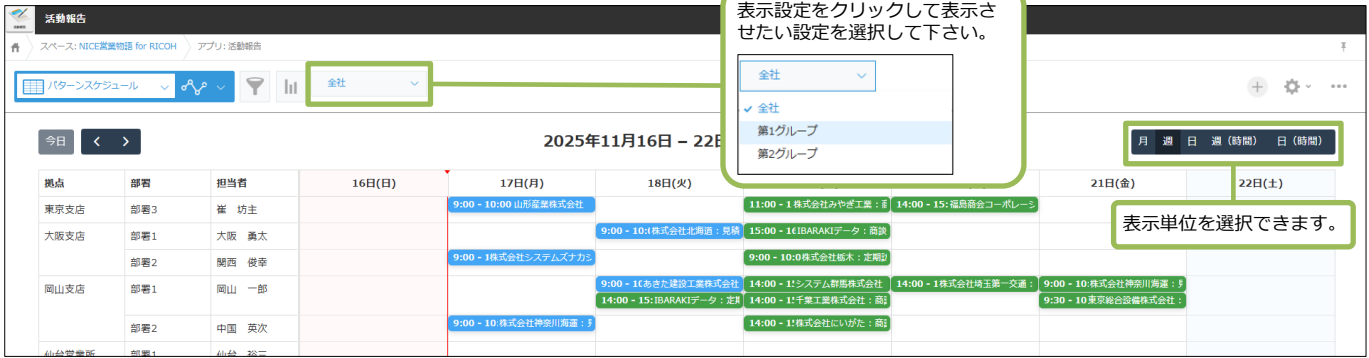 活動報告
表示設定をクリックして表示さ
せたい設定を選択して下さい。
スペース: NICE営業物語 for RICOH アプリ: 活動報告
パターンスケジュール 全社
全社
全社
第1グループ
第2グループ
今日 2025年11月16日 – 22日 月 週 日 週（時間） 日（時間）
表示単位を選択できます。
拠点 部署 担当者 16日(日) 17日(月) 18日(火) 21日(金) 22日(土)
東京支店 部署3 崔 坊主 9:00 - 10:00 山形産業株式会社 11:00 - 1 株式会社みやぎ工業：商 14:00 - 15: 福島商会コーポレーシ
大阪支店 部署1 大阪 勇太 9:00 - 10:( 株式会社北海道：見積 15:00 - 1( IBARAKIデータ：商談
部署2 関西 俊幸 9:00 - 1 株式会社システムズナカシ 9:00 - 10:0 株式会社栃木：定期訪
岡山支店 部署1 岡山 一郎 9:00 - 1( あきた建設工業株式会社 14:00 - 1! システム群馬株式会社 14:00 - 1 株式会社埼玉第一交通： 9:00 - 10: 株式会社神奈川海運：見
14:00 - 15: IBARAKIデータ：定期 14:00 - 1! 千葉工業株式会社：商談 9:30 - 10 東京総合設備株式会社：
部署2 中国 英次 9:00 - 10: 株式会社神奈川海運：見 14:00 - 1! 株式会社にいがた：商談
仙台営業所 部署1 仙台 裕三